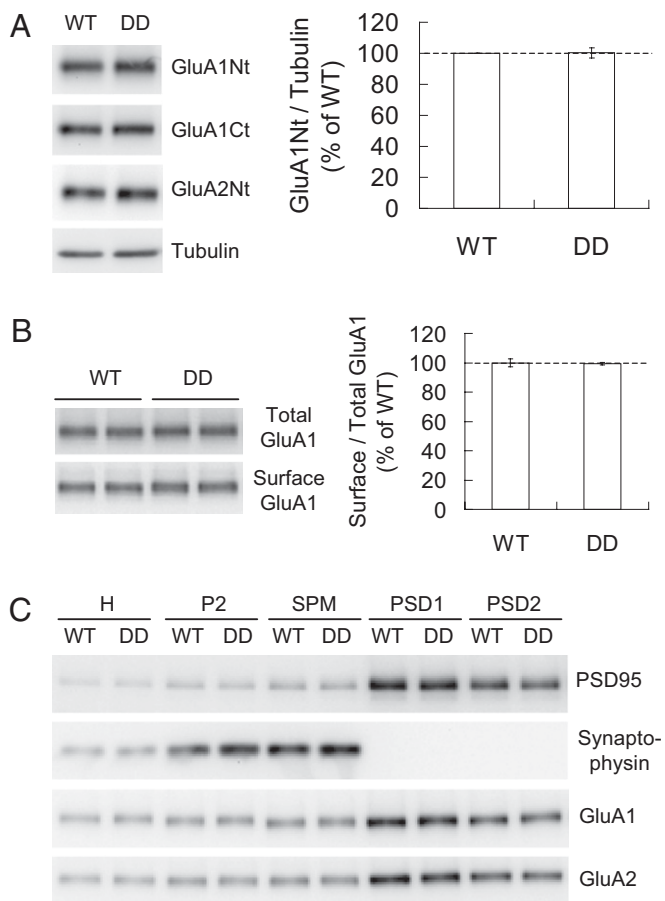 A
WT DD
GluA1Nt
GluA1Ct
GluA2Nt
Tubulin
GluA1Nt / Tubulin
(% of WT)
120
100
80
60
40
20
0
WT DD
B
WT DD
Total
GluA1
Surface
GluA1
Surface / Total GluA1
(% of WT)
120
100
80
60
40
20
0
WT DD
C
H P2 SPM PSD1 PSD2
WT DD WT DD WT DD WT DD WT DD
PSD95
Synapto-
physin
GluA1
GluA2